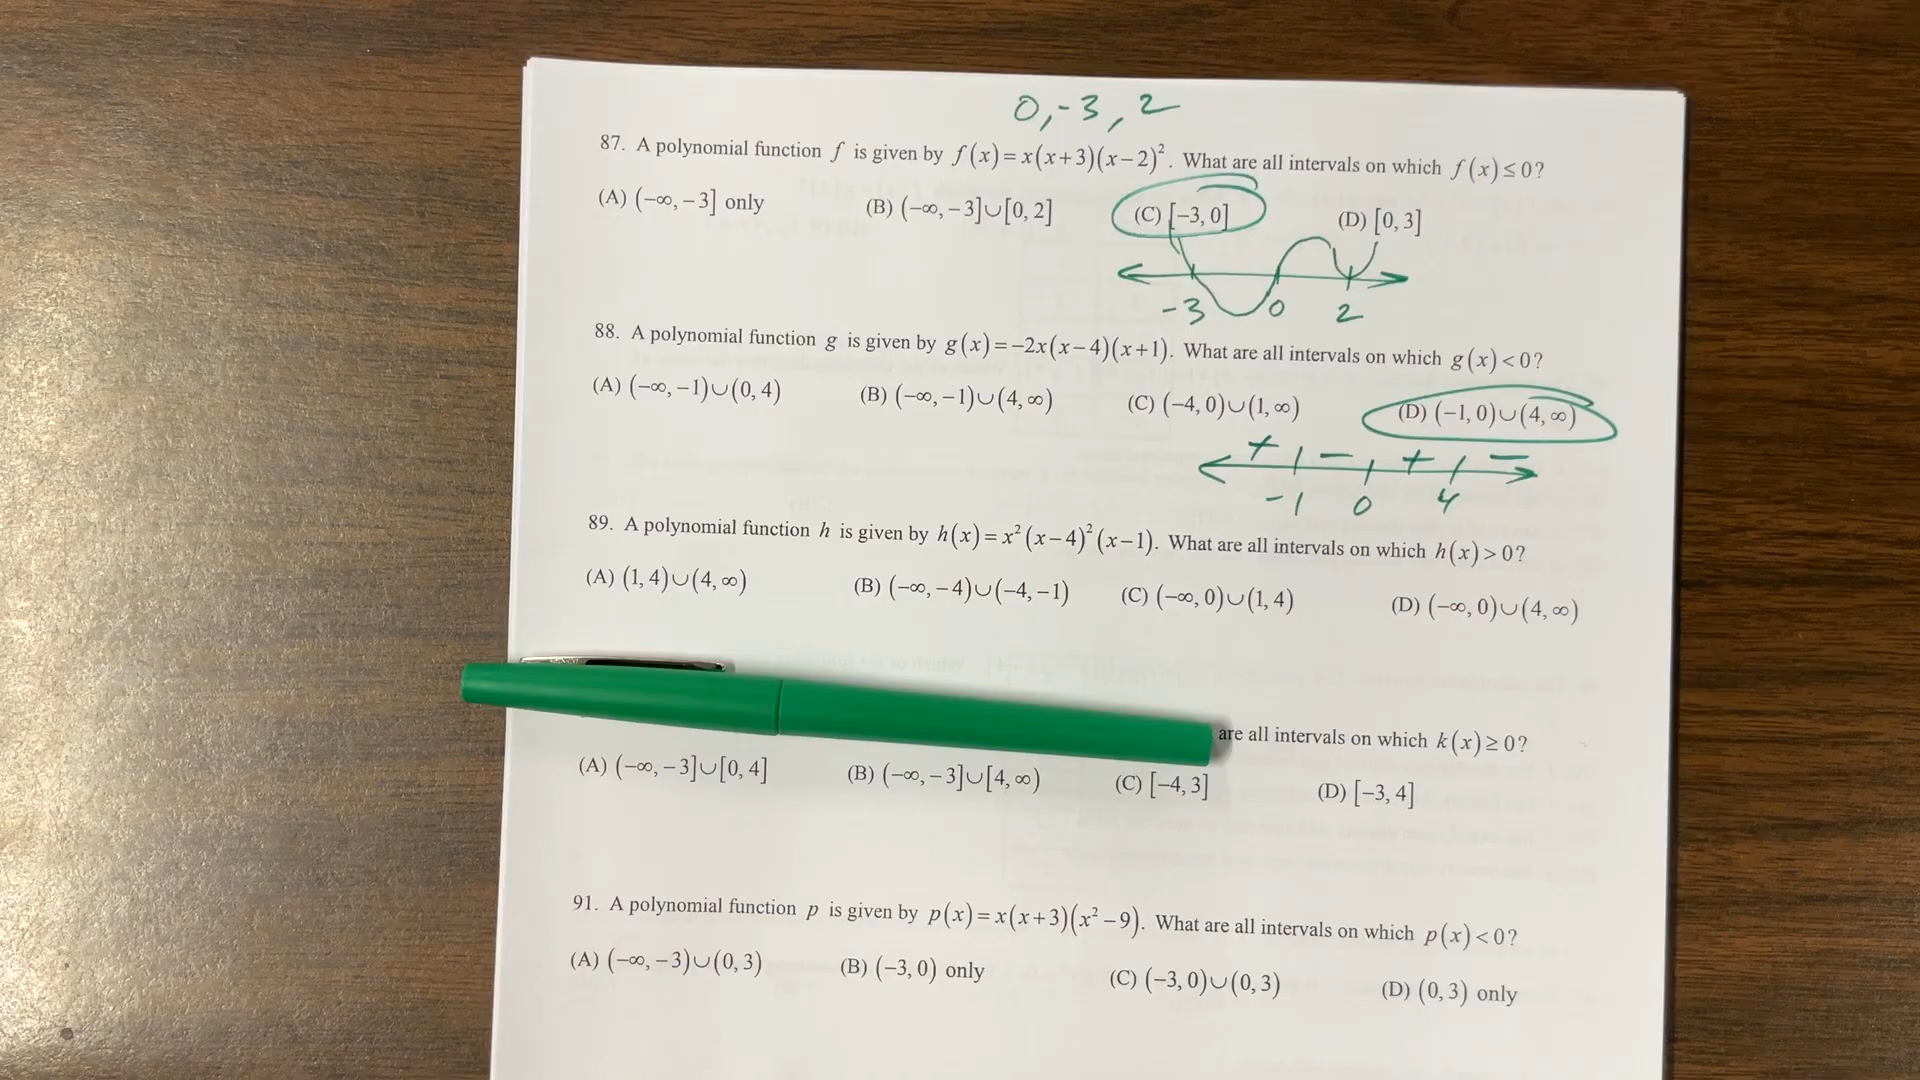 0, -3, 2
87. A polynomial function f is given by f(x)=x(x+3)(x−2)². What are all intervals on which f(x)≤0?
(A) (−∞, −3] only (B) (−∞, −3]∪[0, 2] (C) [−3, 0] (D) [0, 3]
-3 0 2
88. A polynomial function g is given by g(x)=−2x(x−4)(x+1). What are all intervals on which g(x)<0?
(A) (−∞, −1)∪(0, 4) (B) (−∞, −1)∪(4, ∞) (C) (−4, 0)∪(1, ∞) (D) (−1, 0)∪(4, ∞)
+ − + −
-1 0 4
89. A polynomial function h is given by h(x)=x²(x−4)²(x−1). What are all intervals on which h(x)>0?
(A) (1, 4)∪(4, ∞) (B) (−∞, −4)∪(−4, −1) (C) (−∞, 0)∪(1, 4) (D) (−∞, 0)∪(4, ∞)
are all intervals on which k(x)≥0?
(A) (−∞, −3]∪[0, 4] (B) (−∞, −3]∪[4, ∞) (C) [−4, 3] (D) [−3, 4]
91. A polynomial function p is given by p(x)=x(x+3)(x²−9). What are all intervals on which p(x)<0?
(A) (−∞, −3)∪(0, 3) (B) (−3, 0) only (C) (−3, 0)∪(0, 3) (D) (0, 3) only